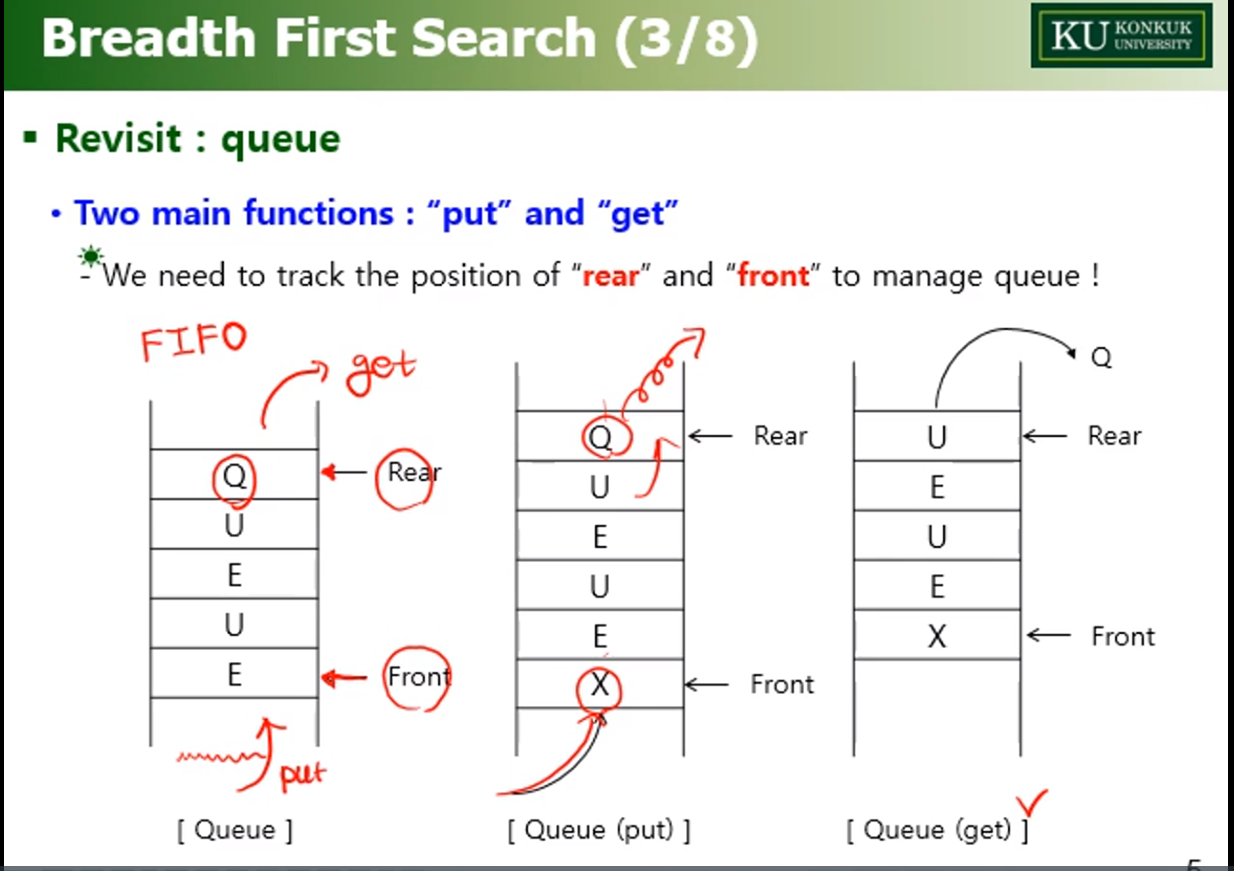 Breadth First Search (3/8)
KU KONKUK UNIVERSITY
▪ Revisit : queue
• Two main functions : “put” and “get”
- We need to track the position of “rear” and “front” to manage queue !
FIFO
get
Q
U
E
U
E
Rear
Front
put
[ Queue ]
Q
U
E
U
E
X
Rear
Front
[ Queue (put) ]
Q
U
E
U
E
X
Rear
Front
[ Queue (get) ]
5